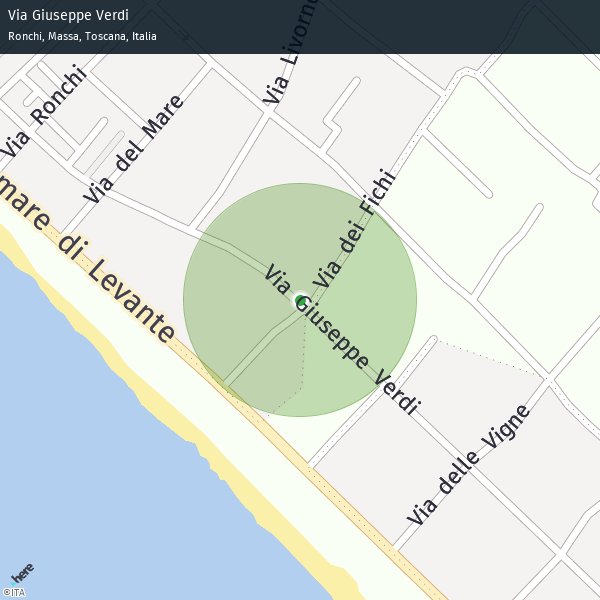 Via Giuseppe Verdi
Ronchi, Massa, Toscana, Italia
Via Livorno
Via Ronchi
Via del Mare
mare di Levante
Via dei Fichi
Via Giuseppe Verdi
Via delle Vigne
here
©ITA